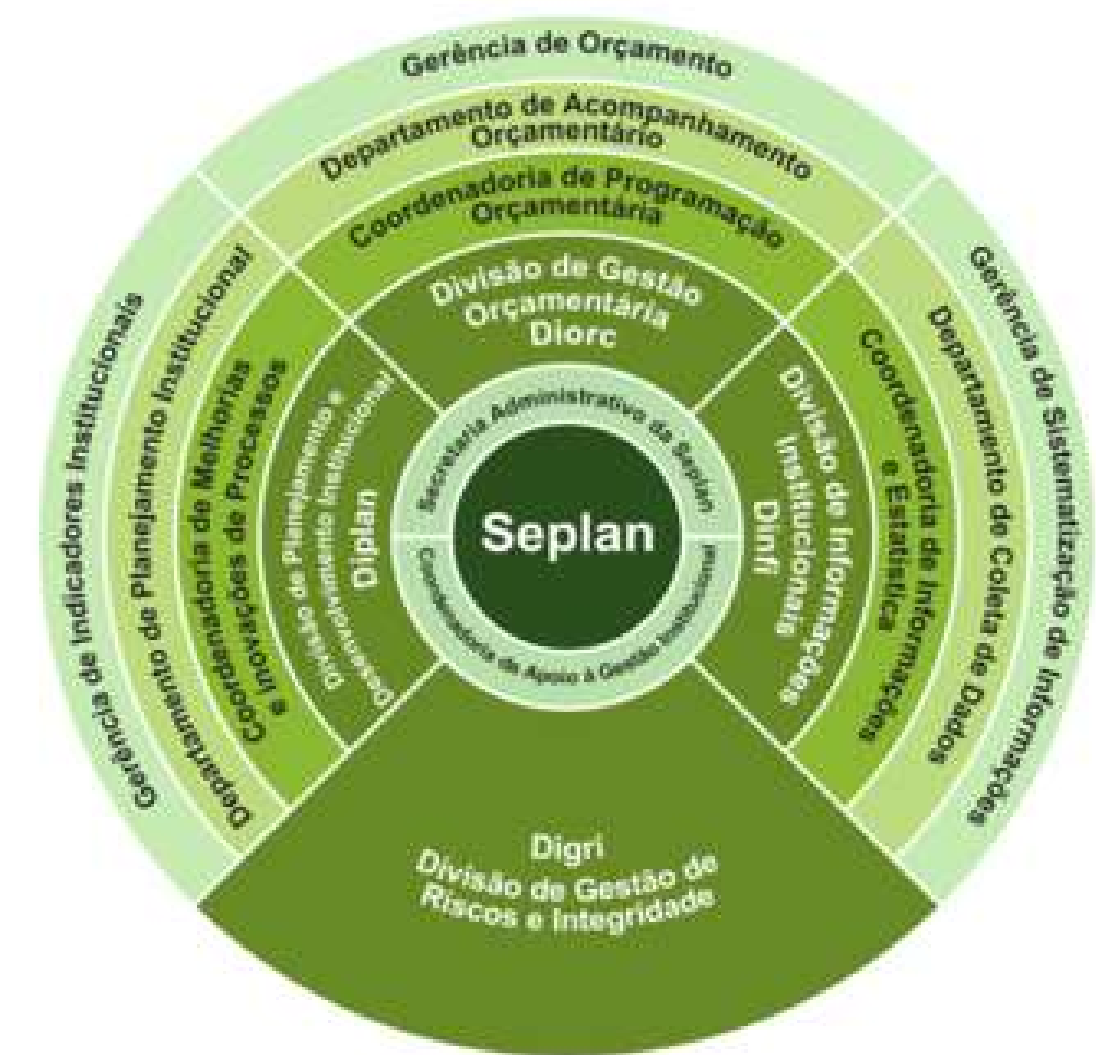 Gerência de Orçamento
Departamento de Acompanhamento
Orçamentário
Coordenadoria de Programação
Orçamentária
Divisão de Gestão
Orçamentária
Diorc
Gerência de Indicadores Institucionais
Departamento de Planejamento Institucional
Coordenadoria de Melhorias
e Inovações de Processos
Divisão de Planejamento e
Desenvolvimento Institucional
Diplan
Secretaria Administrativa da Seplan
Seplan
Coordenadoria de Apoio à Gestão Institucional
Gerência de Sistematização de Informações
Departamento de Coleta de Dados
Coordenadoria de Informações
e Estatística
Divisão de Informações
Institucionais
Dinfi
Digri
Divisão de Gestão de
Riscos e Integridade